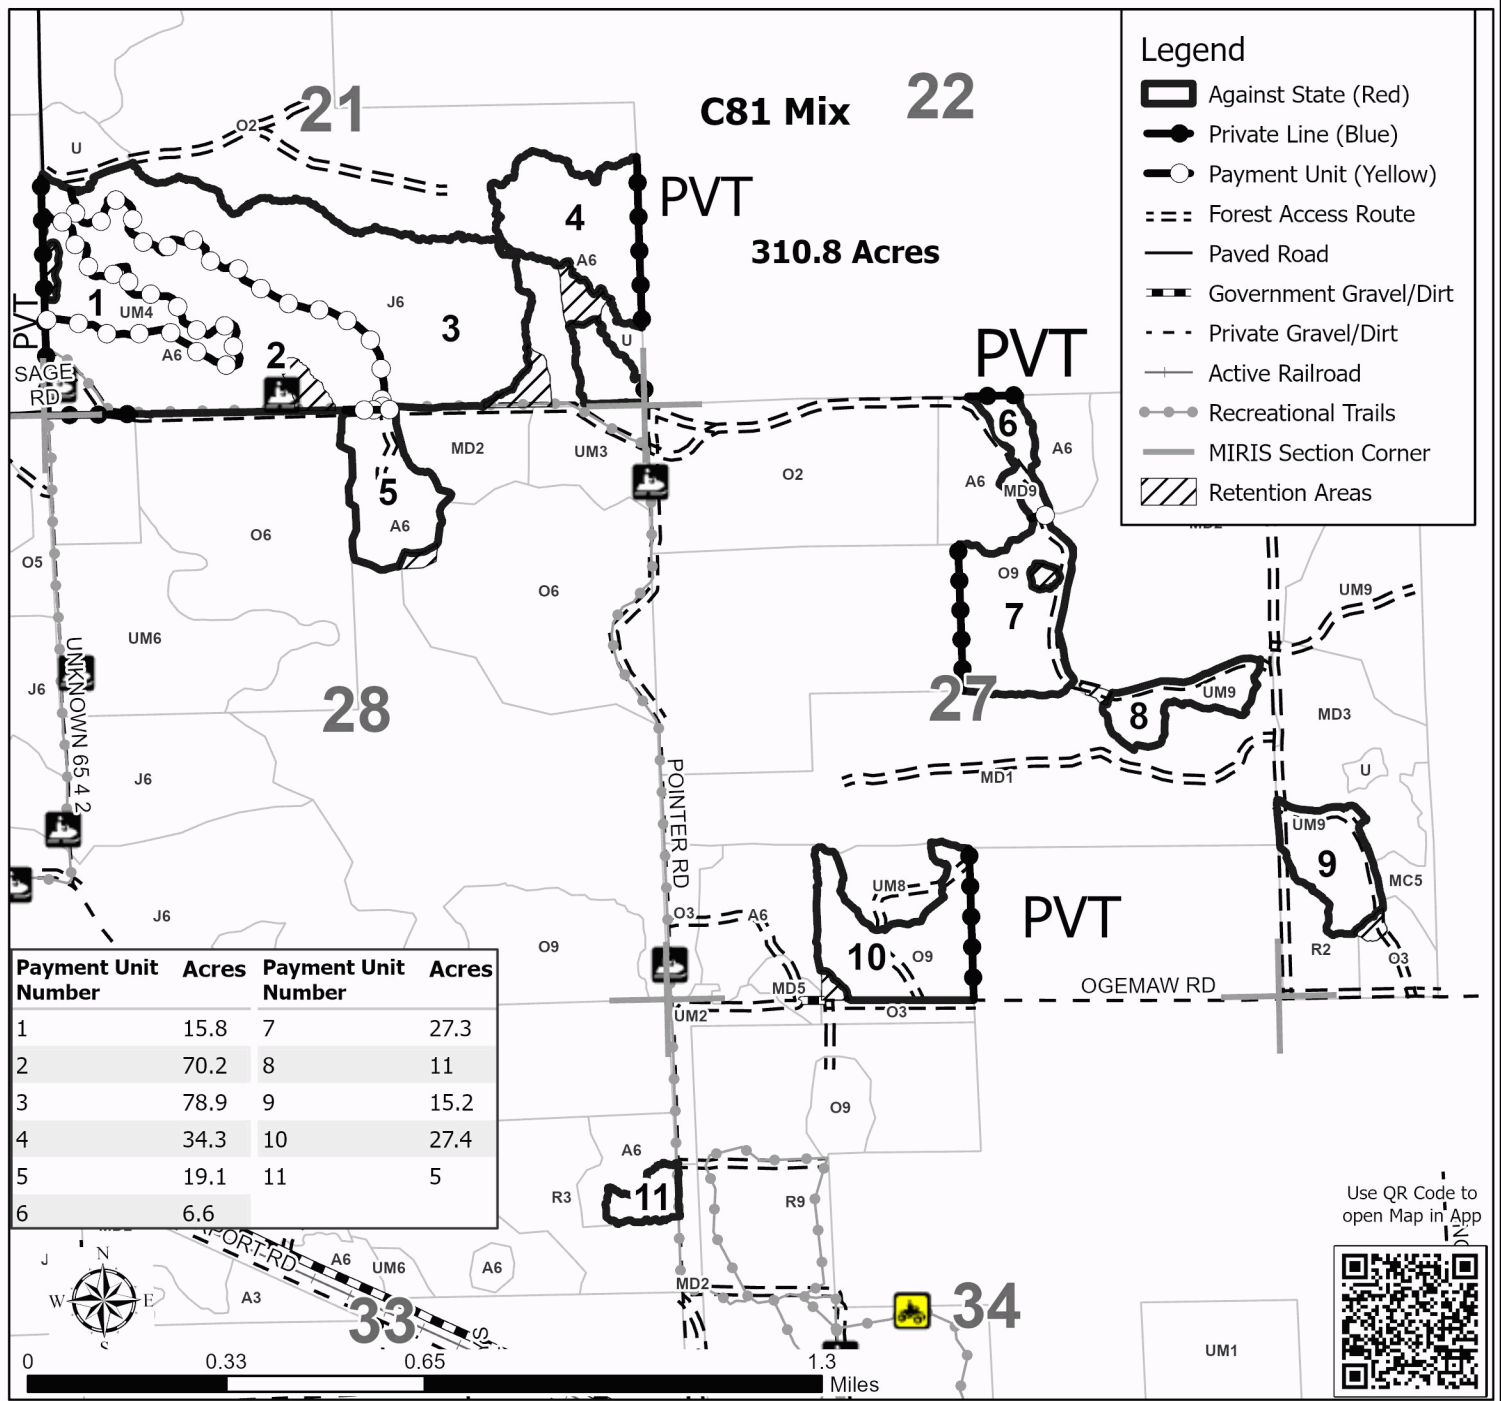 21
C81 Mix
22
O2
U
PVT
4
A6
310.8 Acres
Legend
Against State (Red)
Private Line (Blue)
Payment Unit (Yellow)
Forest Access Route
Paved Road
Government Gravel/Dirt
Private Gravel/Dirt
Active Railroad
Recreational Trails
MIRIS Section Corner
Retention Areas
PVT
1
UM4
A6
J6
3
2
U
SAGE
RD
PVT
6
A6
MD2
UM3
O2
A6
MD9
5
A6
O6
O5
O6
O9
7
UM9
UM6
J6
UNKNOWN 65 4 2
28
27
8
UM9
MD3
J6
MD1
U
POINTER RD
UM9
9
MC5
J6
O9
O3
A6
UM8
10
O9
PVT
R2
O3
MD5
UM2
O3
OGEMAW RD
Payment Unit Number Acres Payment Unit Number Acres
1 15.8 7 27.3
2 70.2 8 11
3 78.9 9 15.2
4 34.3 10 27.4
5 19.1 11 5
6 6.6
O9
A6
R3
11
R9
Use QR Code to
open Map in App
J
N
W E
S
PORT RD
A6
UM6
A6
A3
33
MD2
34
UM1
0 0.33 0.65 1.3
Miles